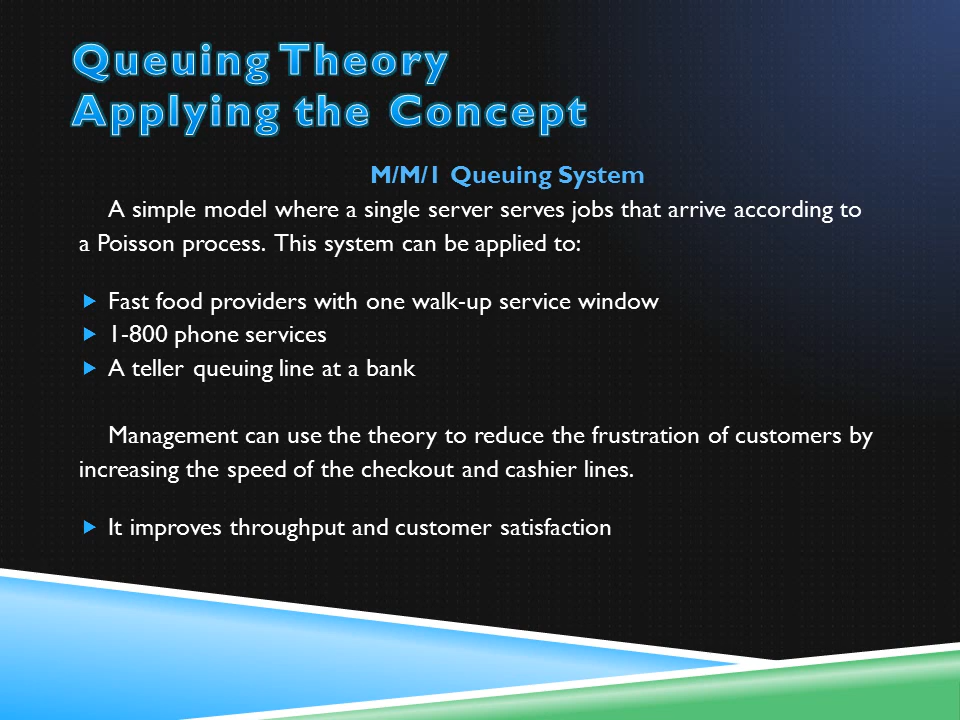 Queuing Theory
Applying the Concept
M/M/1 Queuing System
A simple model where a single server serves jobs that arrive according to
a Poisson process. This system can be applied to:
Fast food providers with one walk-up service window
1-800 phone services
A teller queuing line at a bank
Management can use the theory to reduce the frustration of customers by
increasing the speed of the checkout and cashier lines.
It improves throughput and customer satisfaction